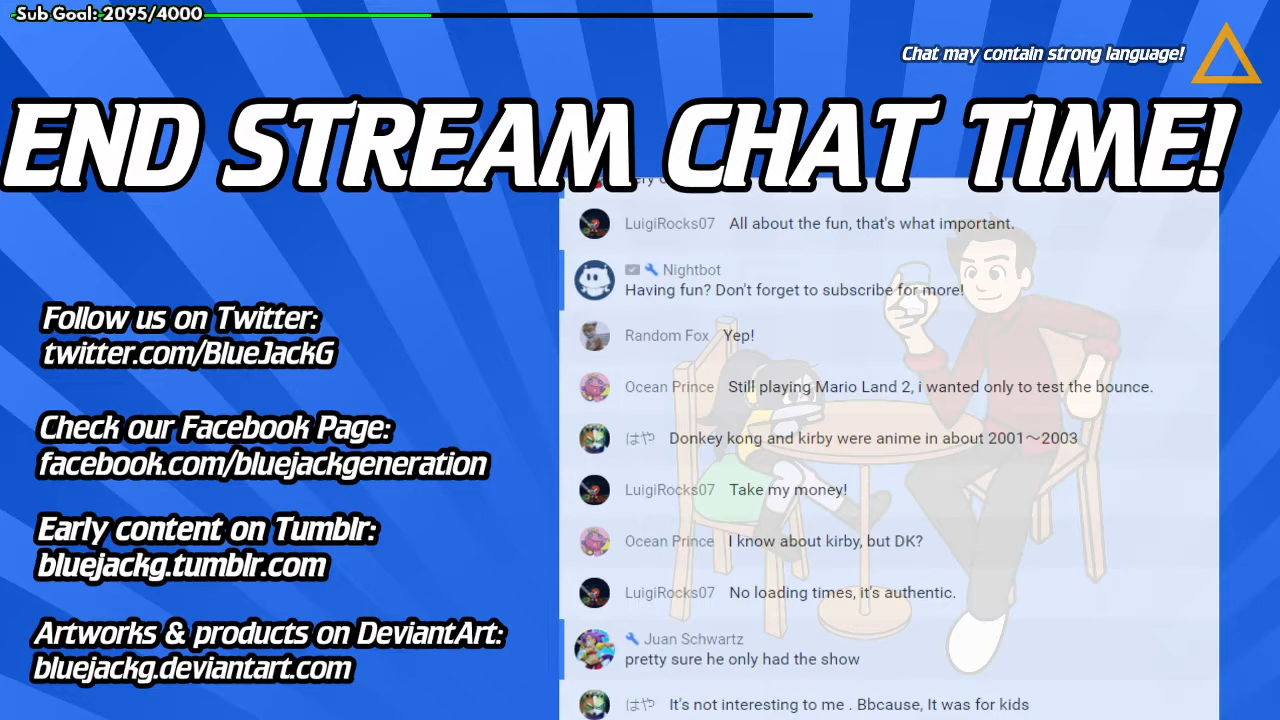 Sub Goal: 2095/4000
Chat may contain strong language!
END STREAM CHAT TIME!
LuigiRocks07 All about the fun, that's what important.
Nightbot
Having fun? Don't forget to subscribe for more!
Random Fox Yep!
Ocean Prince Still playing Mario Land 2, i wanted only to test the bounce.
はや Donkey kong and kirby were anime in about 2001～2003
LuigiRocks07 Take my money!
Ocean Prince I know about kirby, but DK?
LuigiRocks07 No loading times, it's authentic.
Juan Schwartz
pretty sure he only had the show
はや It's not interesting to me . Bbcause, It was for kids
Follow us on Twitter:
twitter.com/BlueJackG
Check our Facebook Page:
facebook.com/bluejackgeneration
Early content on Tumblr:
bluejackg.tumblr.com
Artworks & products on DeviantArt:
bluejackg.deviantart.com